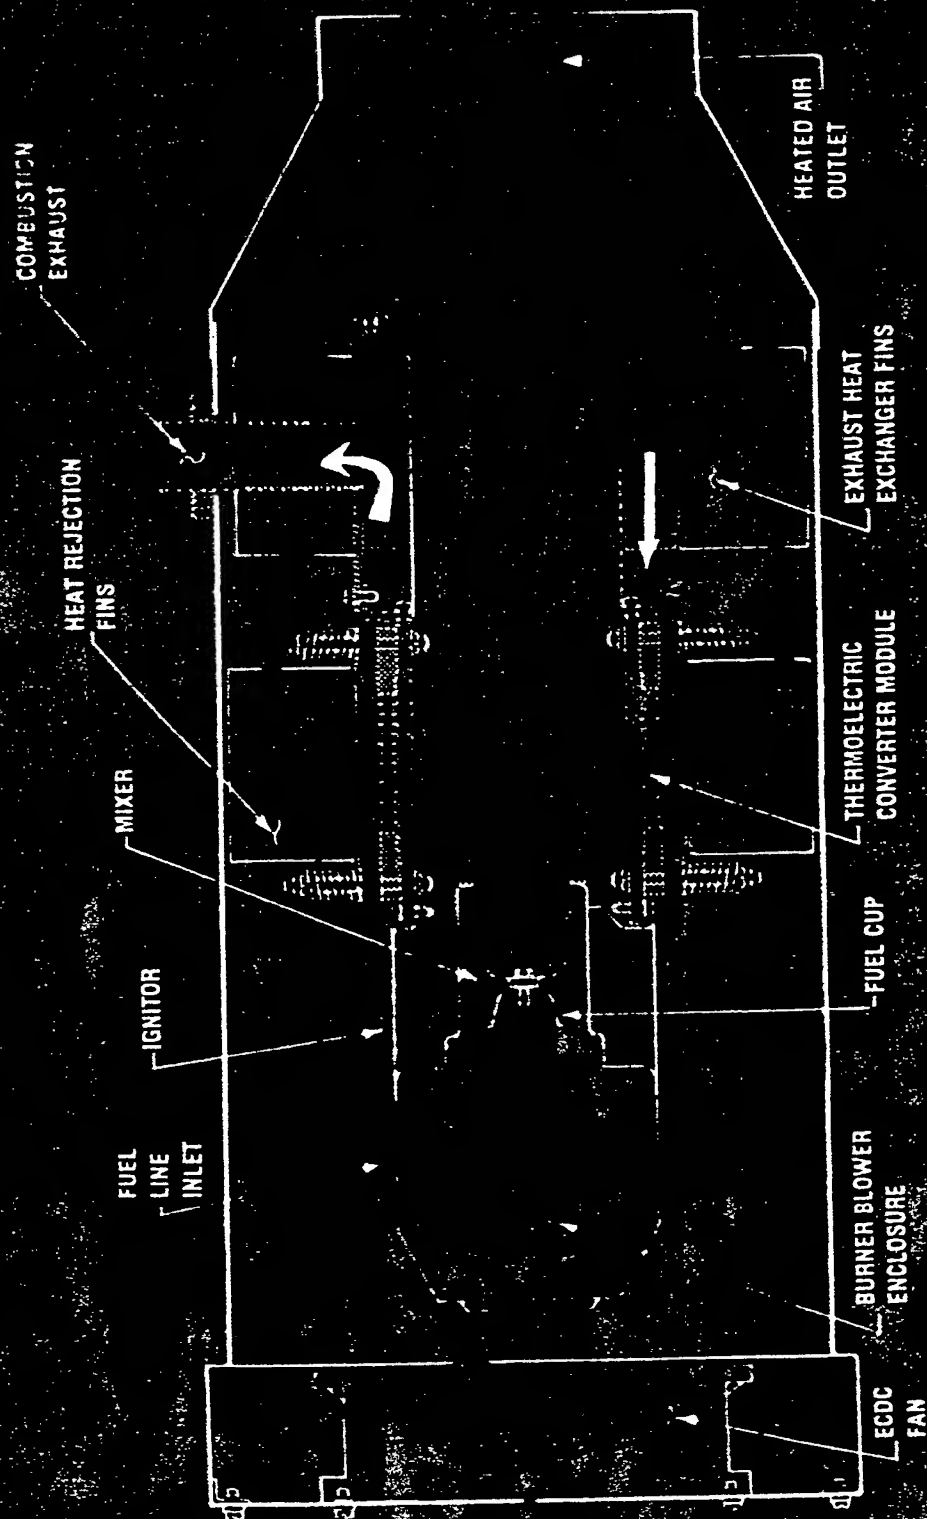 COMBUSTION
EXHAUST
HEAT REJECTION
FINS
MIXER
IGNITOR
FUEL
LINE
INLET
HEATED AIR
OUTLET
EXHAUST HEAT
EXCHANGER FINS
THERMOELECTRIC
CONVERTER MODULE
FUEL CUP
BURNER BLOWER
ENCLOSURE
ECDC
FAN